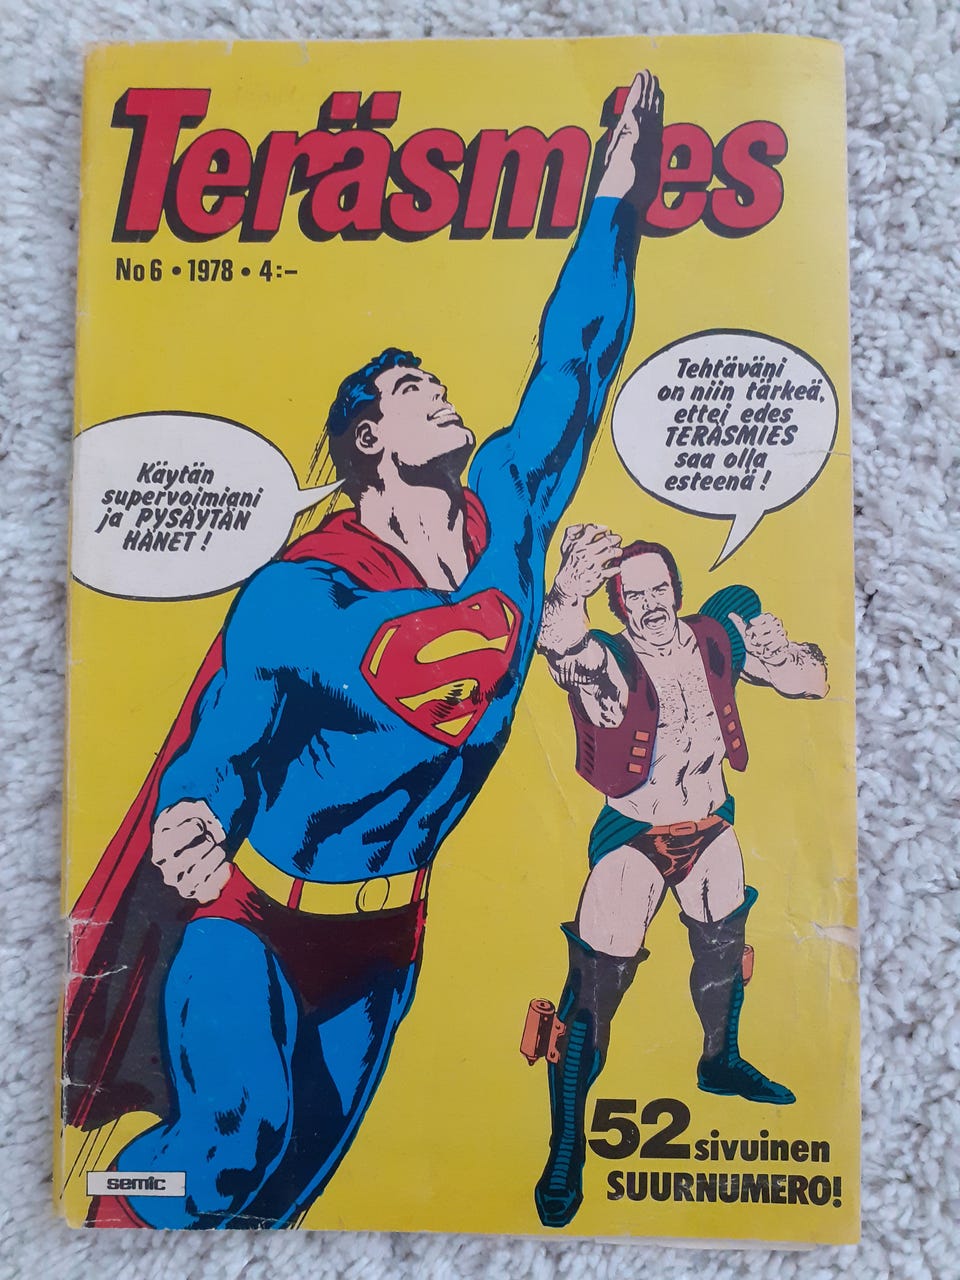 Teräsmies
No 6 • 1978 • 4:-
Tehtäväni
on niin tärkeä,
ettei edes
TERÄSMIES
saa olla
esteenä!
Käytän
supervoimiani
ja PYSÄYTÄN
HÄNET!
52 sivuinen
SUURNUMERO!
semic